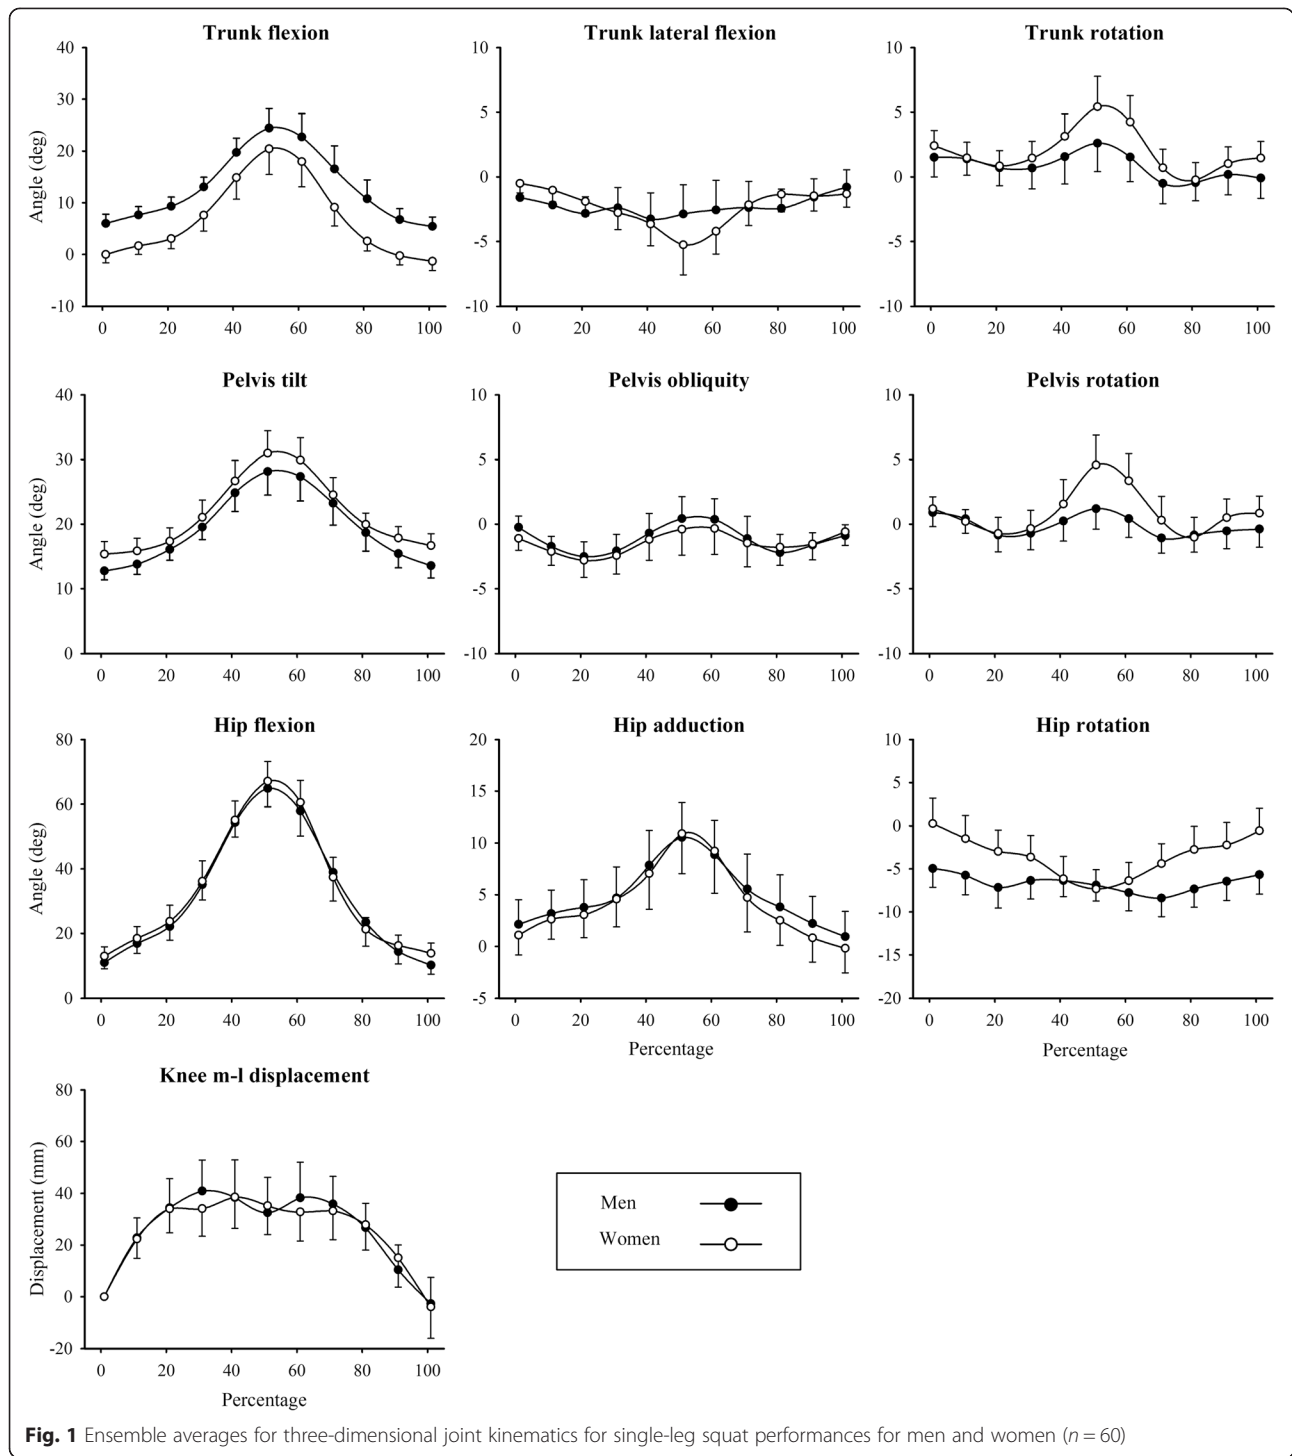 Trunk flexion
Trunk lateral flexion
Trunk rotation
40
30
20
10
0
-10
Angle (deg)
0 20 40 60 80 100
10
5
0
-5
-10
0 20 40 60 80 100
10
5
0
-5
-10
0 20 40 60 80 100
Pelvis tilt
Pelvis obliquity
Pelvis rotation
40
30
20
10
0
Angle (deg)
0 20 40 60 80 100
10
5
0
-5
-10
0 20 40 60 80 100
10
5
0
-5
-10
0 20 40 60 80 100
Hip flexion
Hip adduction
Hip rotation
80
60
40
20
0
Angle (deg)
0 20 40 60 80 100
20
15
10
5
0
-5
0 20 40 60 80 100
Percentage
10
5
0
-5
-10
-15
-20
0 20 40 60 80 100
Percentage
Knee m-l displacement
80
60
40
20
0
-20
Displacement (mm)
0 20 40 60 80 100
Percentage
Men
Women
Fig. 1 Ensemble averages for three-dimensional joint kinematics for single-leg squat performances for men and women (n = 60)